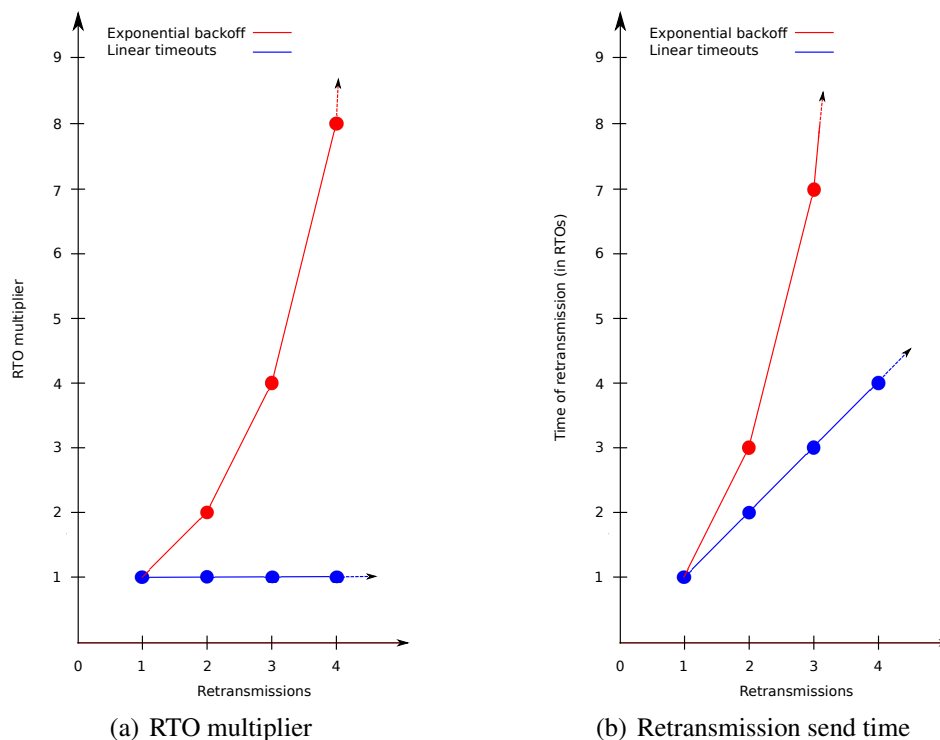 Exponential backoff
Linear timeouts
9
8
7
6
5
4
3
2
1
0
1 2 3 4
RTO multiplier
Retransmissions
(a) RTO multiplier
Exponential backoff
Linear timeouts
9
8
7
6
5
4
3
2
1
0
1 2 3 4
Time of retransmission (in RTOs)
Retransmissions
(b) Retransmission send time